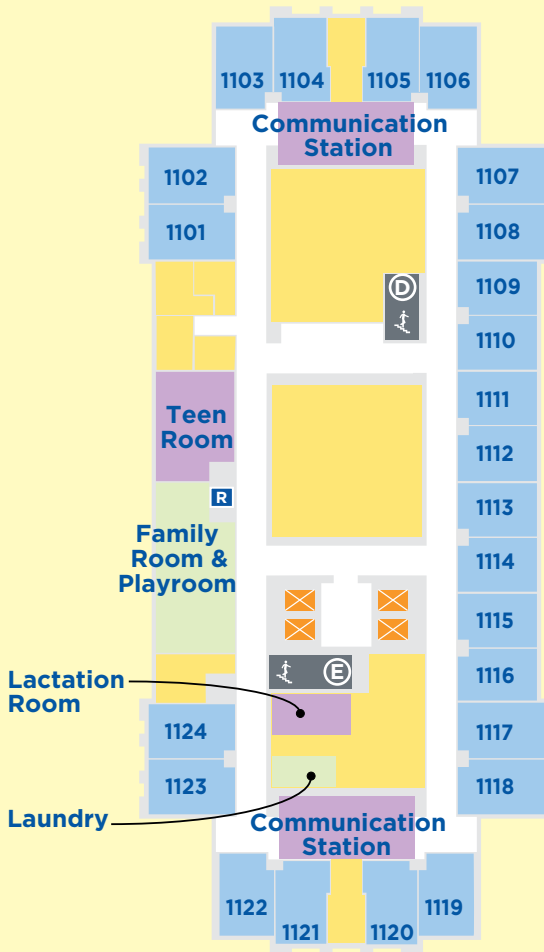 1103
1104
1105
1106
Communication
Station
1102
1101
1107
1108
D
1109
1110
Teen
Room
1111
1112
R
Family
Room &
Playroom
1113
1114
1115
1116
E
Lactation
Room
1124
1123
1117
1118
Laundry
Communication
Station
1122
1121
1120
1119